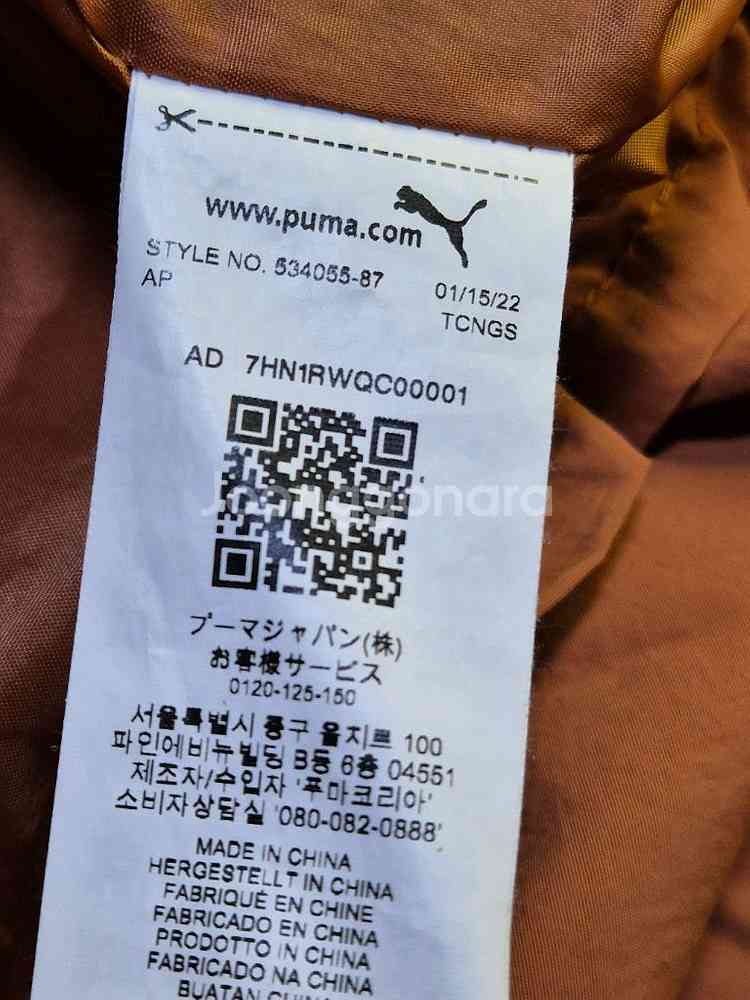 www.puma.com
STYLE NO. 534055-87
AP
01/15/22
TCNGS
AD 7HN1RWQC00001
Joongonara
プーマジャパン(株)
お客様サービス
0120-125-150
서울특별시 중구 을지로 100
파인에비뉴빌딩 B동 6층 04551
제조자/수입자 '푸마코리아'
소비자상담실 '080-082-0888'
MADE IN CHINA
HERGESTELLT IN CHINA
FABRIQUÉ EN CHINE
FABRICADO EN CHINA
PRODOTTO IN CHINA
FABRICADO NA CHINA
BUATAN CHINA